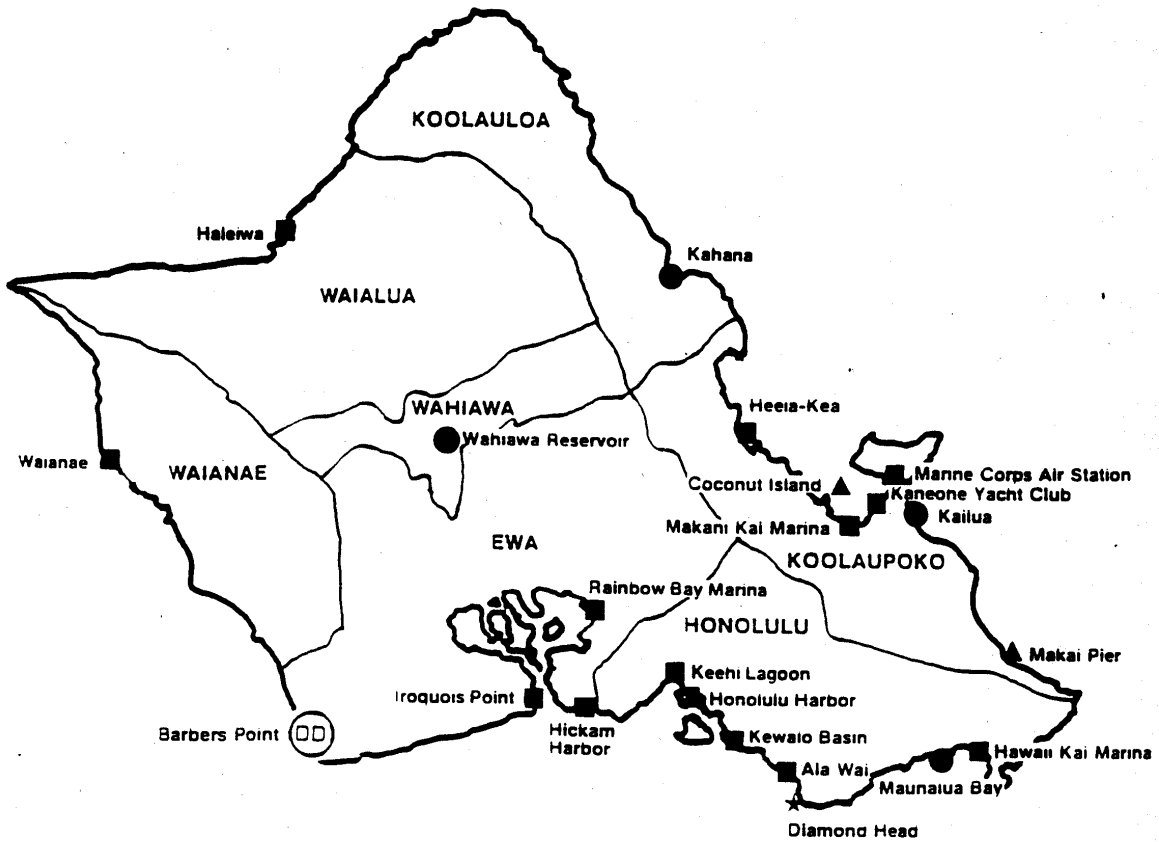 KOOLAULOA
Haleiwa
Kahana
WAIALUA
Heeia-Kea
WAHIAWA
Wahiawa Reservoir
Waianae
WAIANAE
Manne Corps Air Station
Coconut Island
Kaneone Yacht Club
Kailua
Makani Kai Marina
EWA
KOOLAUPOKO
Rainbow Bay Marina
HONOLULU
Makai Pier
Keehi Lagoon
Iroquois Point
Honolulu Harbor
Hickam
Harbor
Barbers Point
Kewalo Basin
Hawaii Kai Marina
Ala Wai
Maunalua Bay
Diamond Head